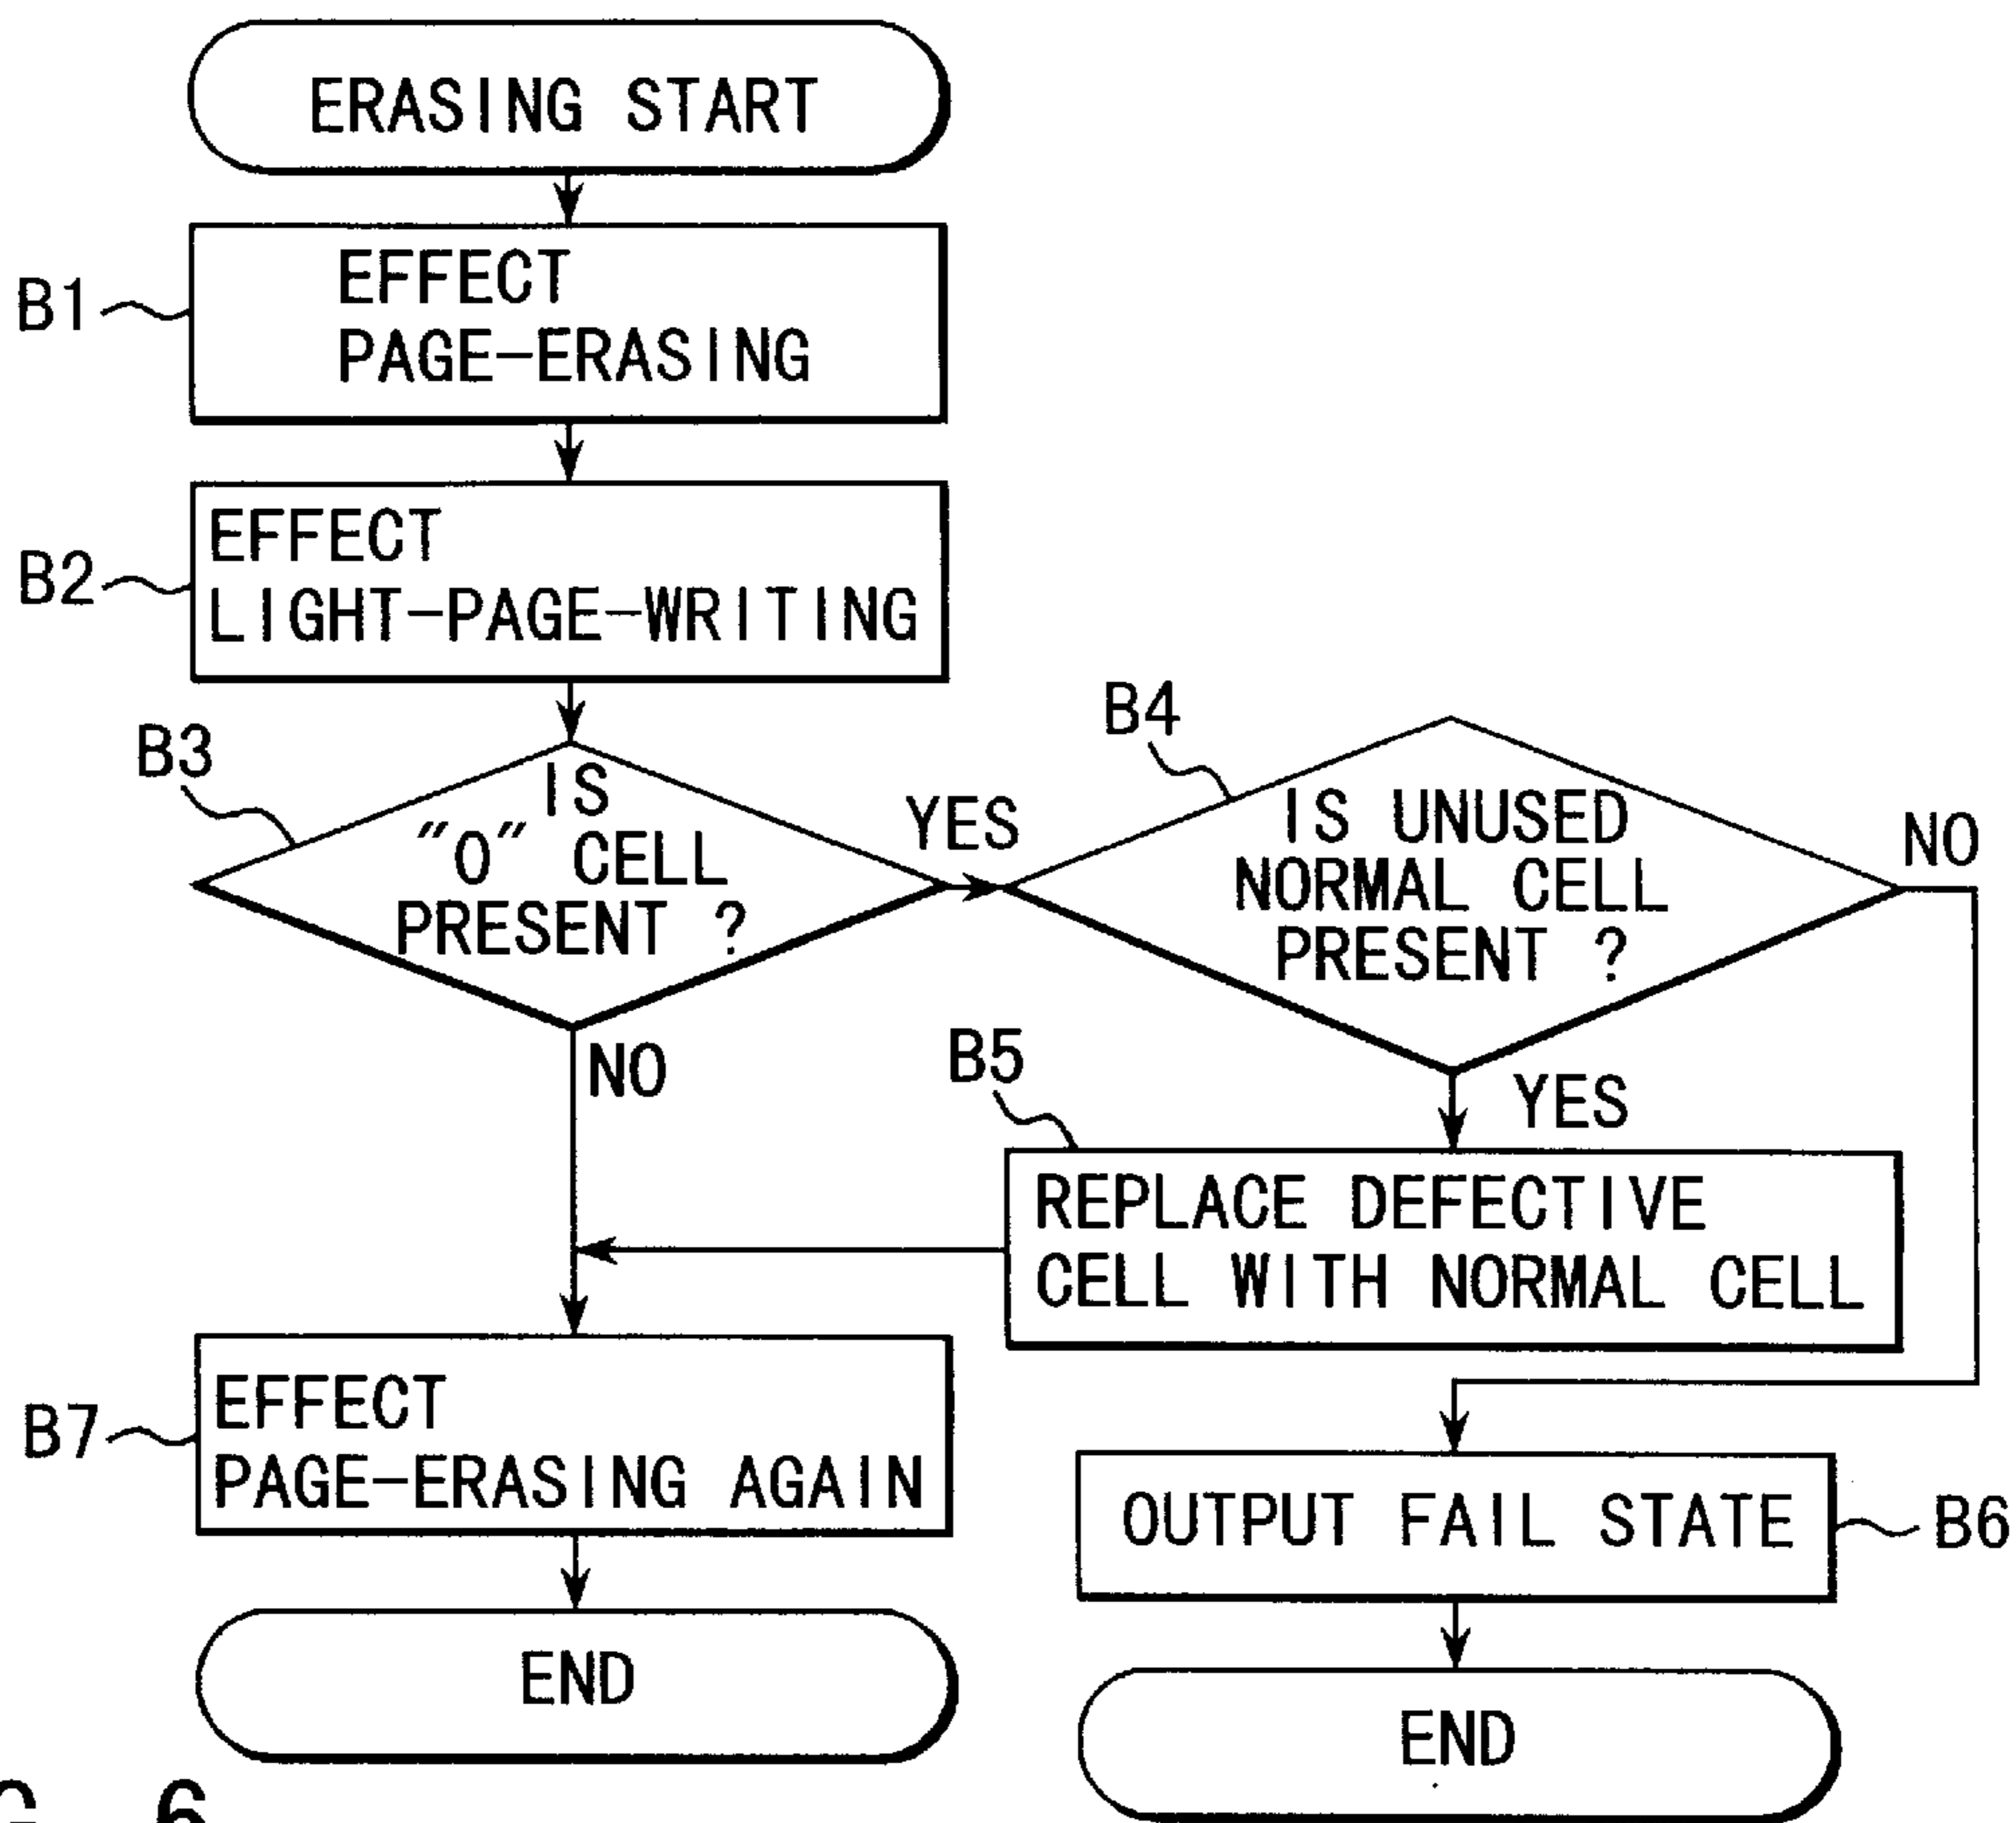 ERASING START
B1
EFFECT
PAGE-ERASING
B2
EFFECT
LIGHT-PAGE-WRITING
B3
IS
"0" CELL
PRESENT ?
YES
NO
B4
IS UNUSED
NORMAL CELL
PRESENT ?
NO
YES
B5
REPLACE DEFECTIVE
CELL WITH NORMAL CELL
B7
EFFECT
PAGE-ERASING AGAIN
OUTPUT FAIL STATE
B6
END
END